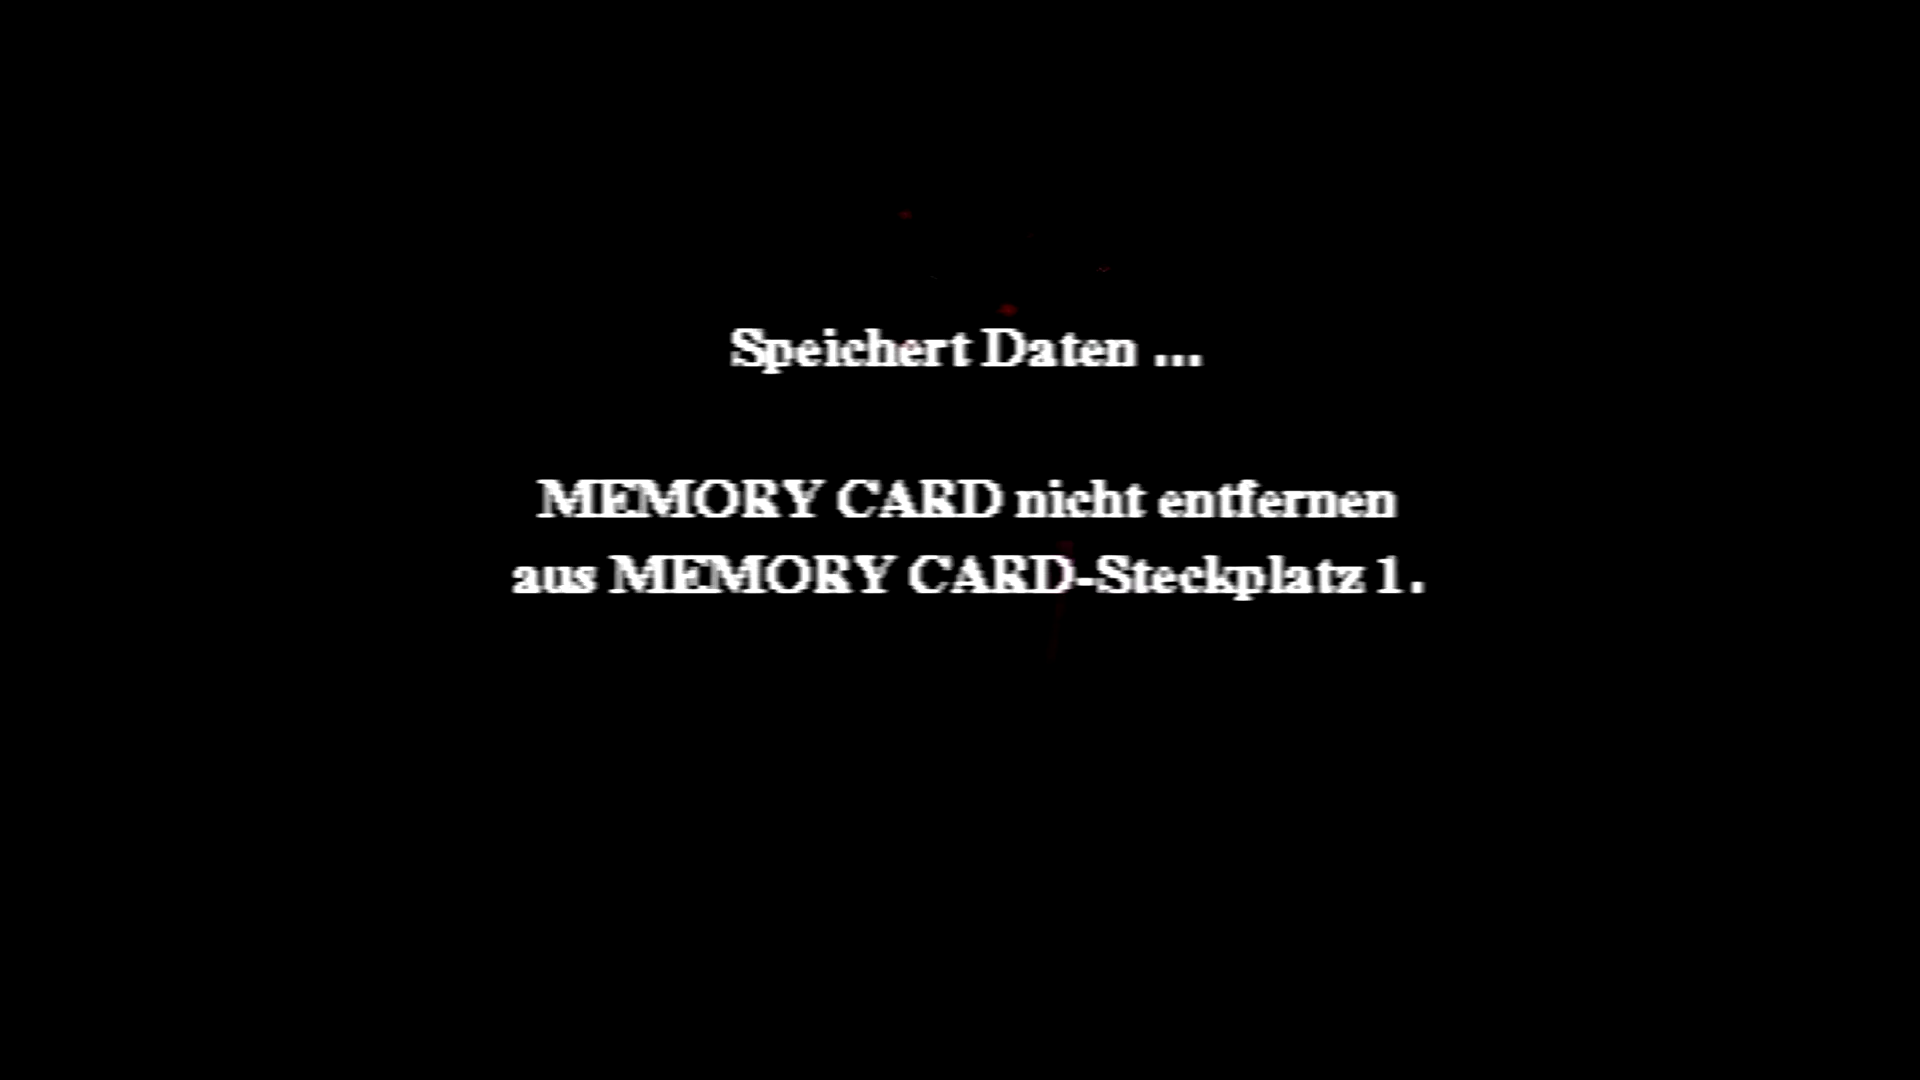 Speichert Daten ...
MEMORY CARD nicht entfernen
aus MEMORY CARD-Steckplatz 1.